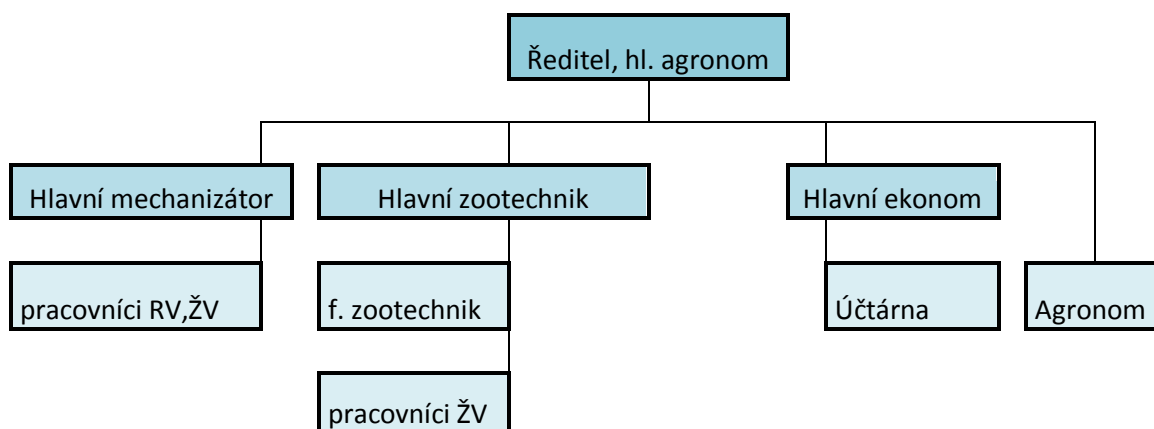 Ředitel, hl. agronom
Hlavní mechanizátor
Hlavní zootechnik
Hlavní ekonom
pracovníci RV,ŽV
f. zootechnik
Účtárna
Agronom
pracovníci ŽV